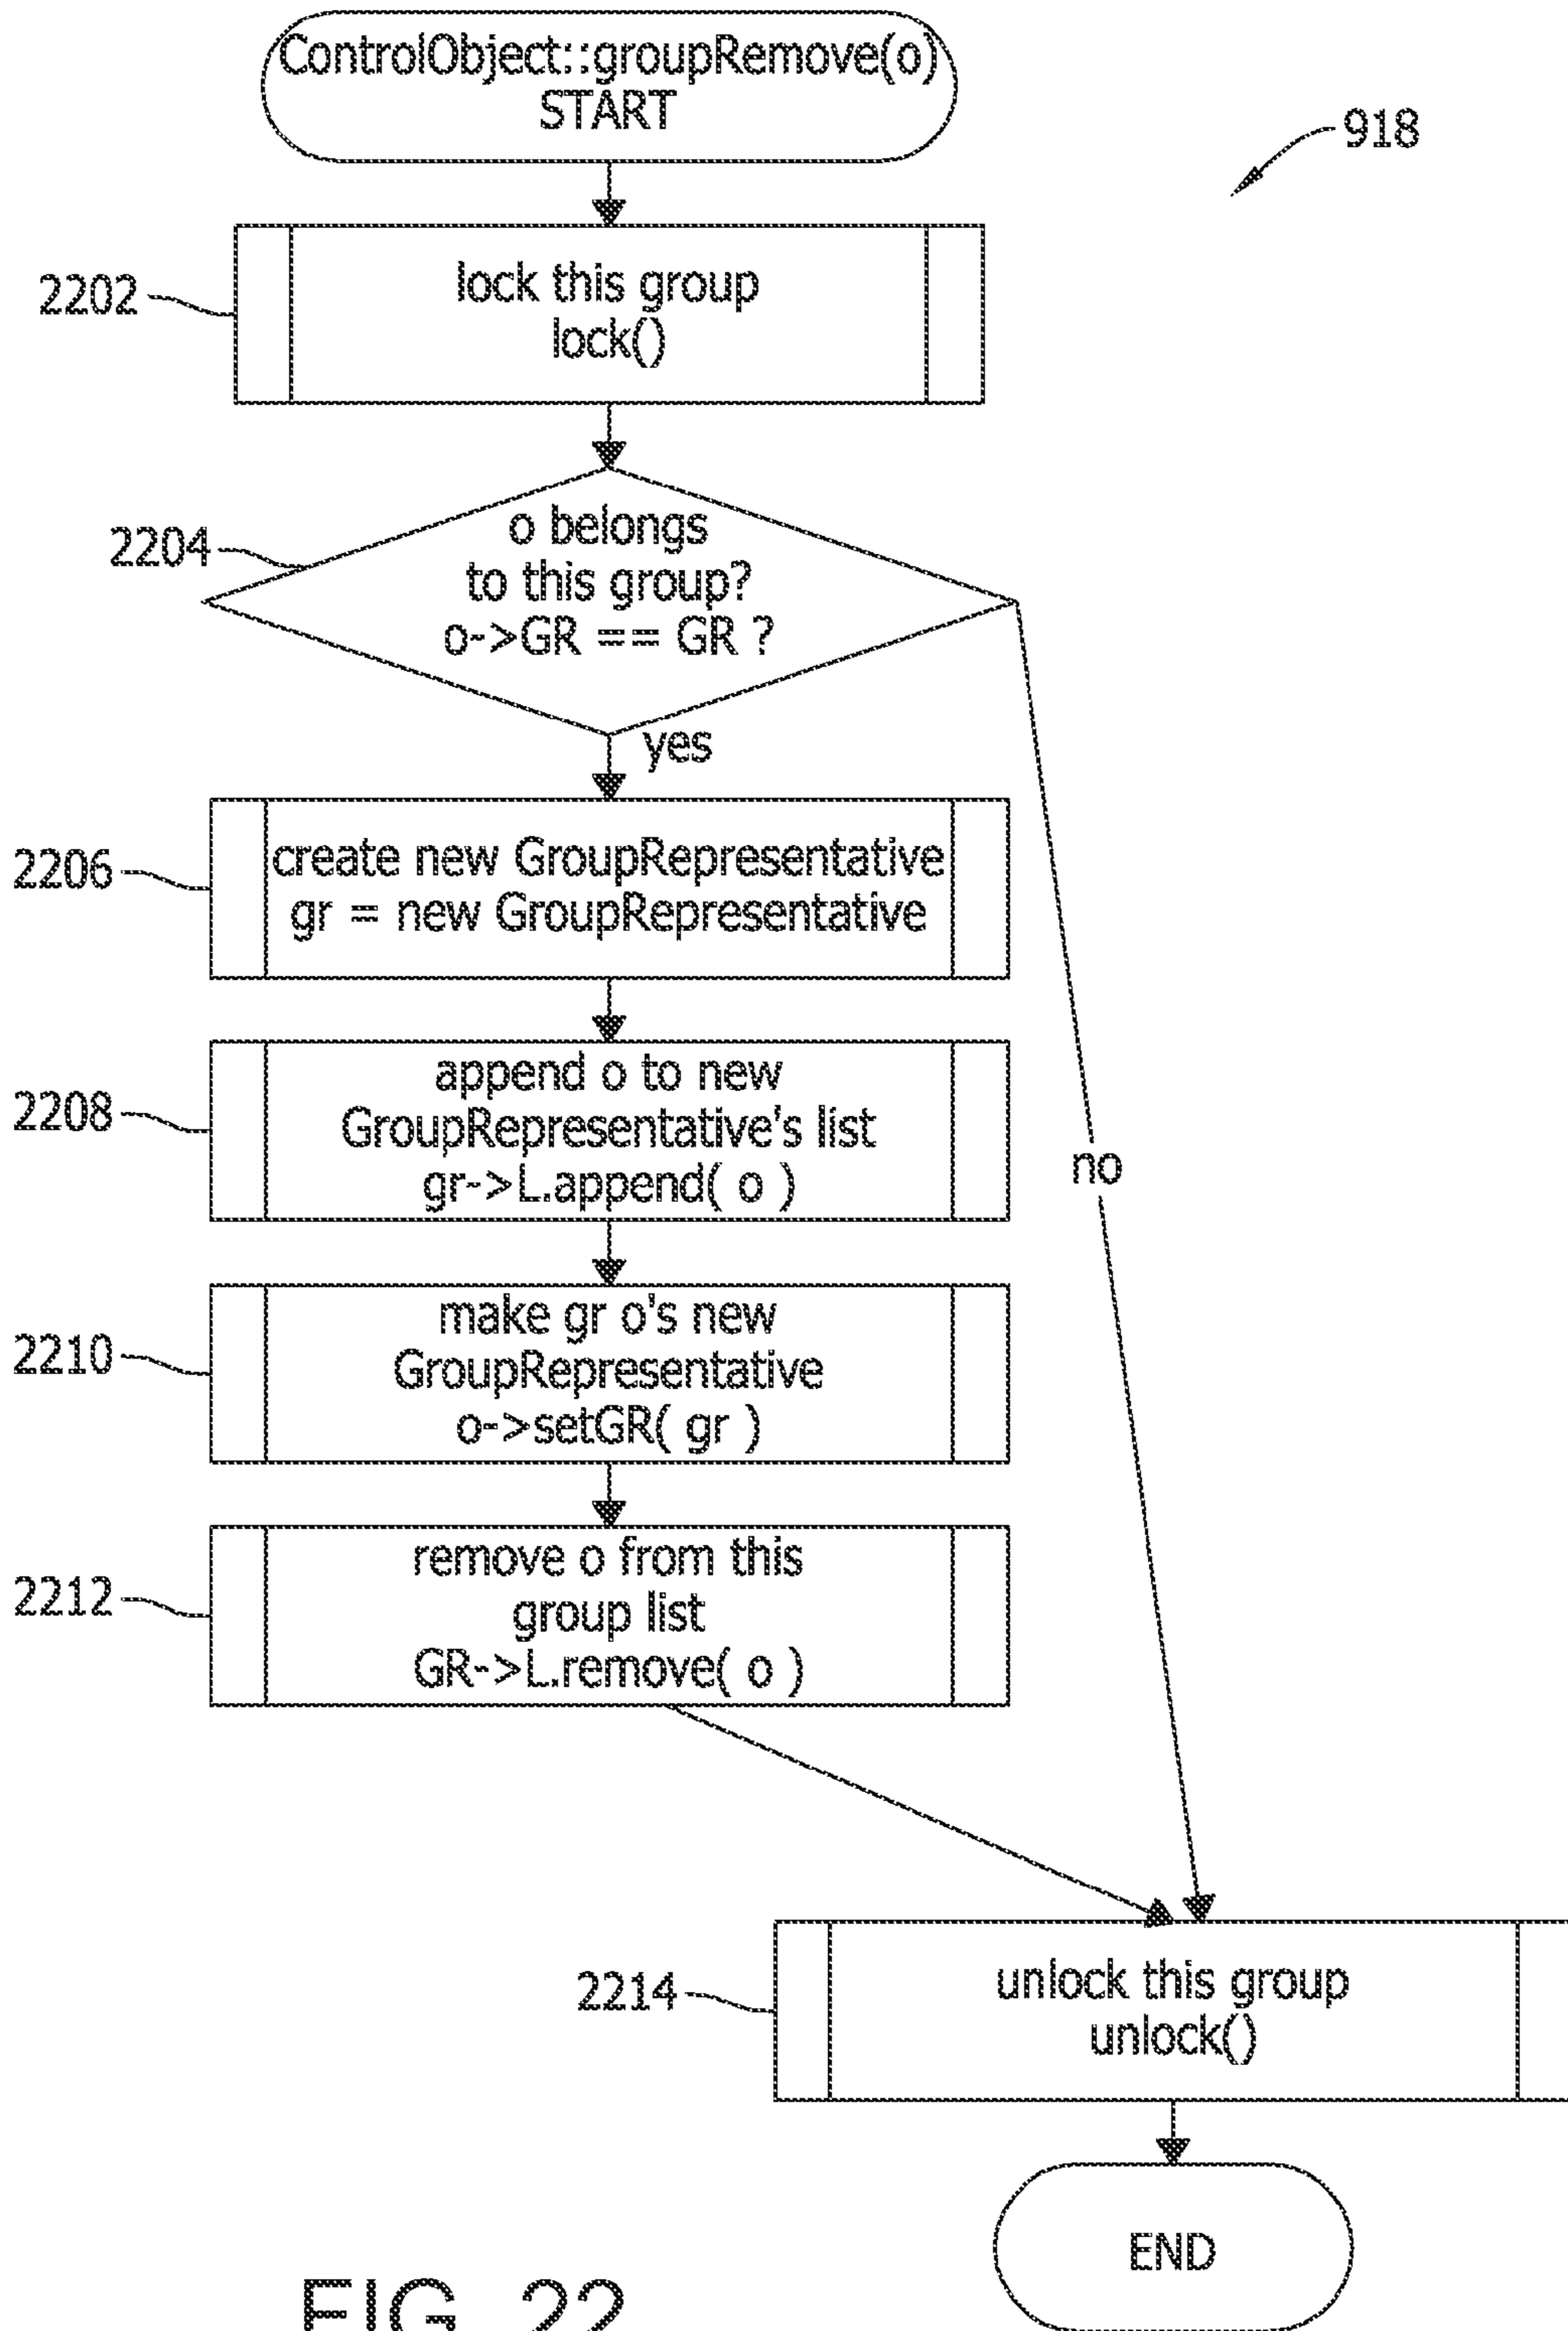 ControlObject::groupRemove(o)
START
918
2202
lock this group
lock()
2204
o belongs
to this group?
o->GR == GR ?
yes
2206
create new GroupRepresentative
gr = new GroupRepresentative
2208
append o to new
GroupRepresentative's list
gr->L.append( o )
no
2210
make gr o's new
GroupRepresentative
o->setGR( gr )
2212
remove o from this
group list
GR->L.remove( o )
2214
unlock this group
unlock()
END
FIG. 22